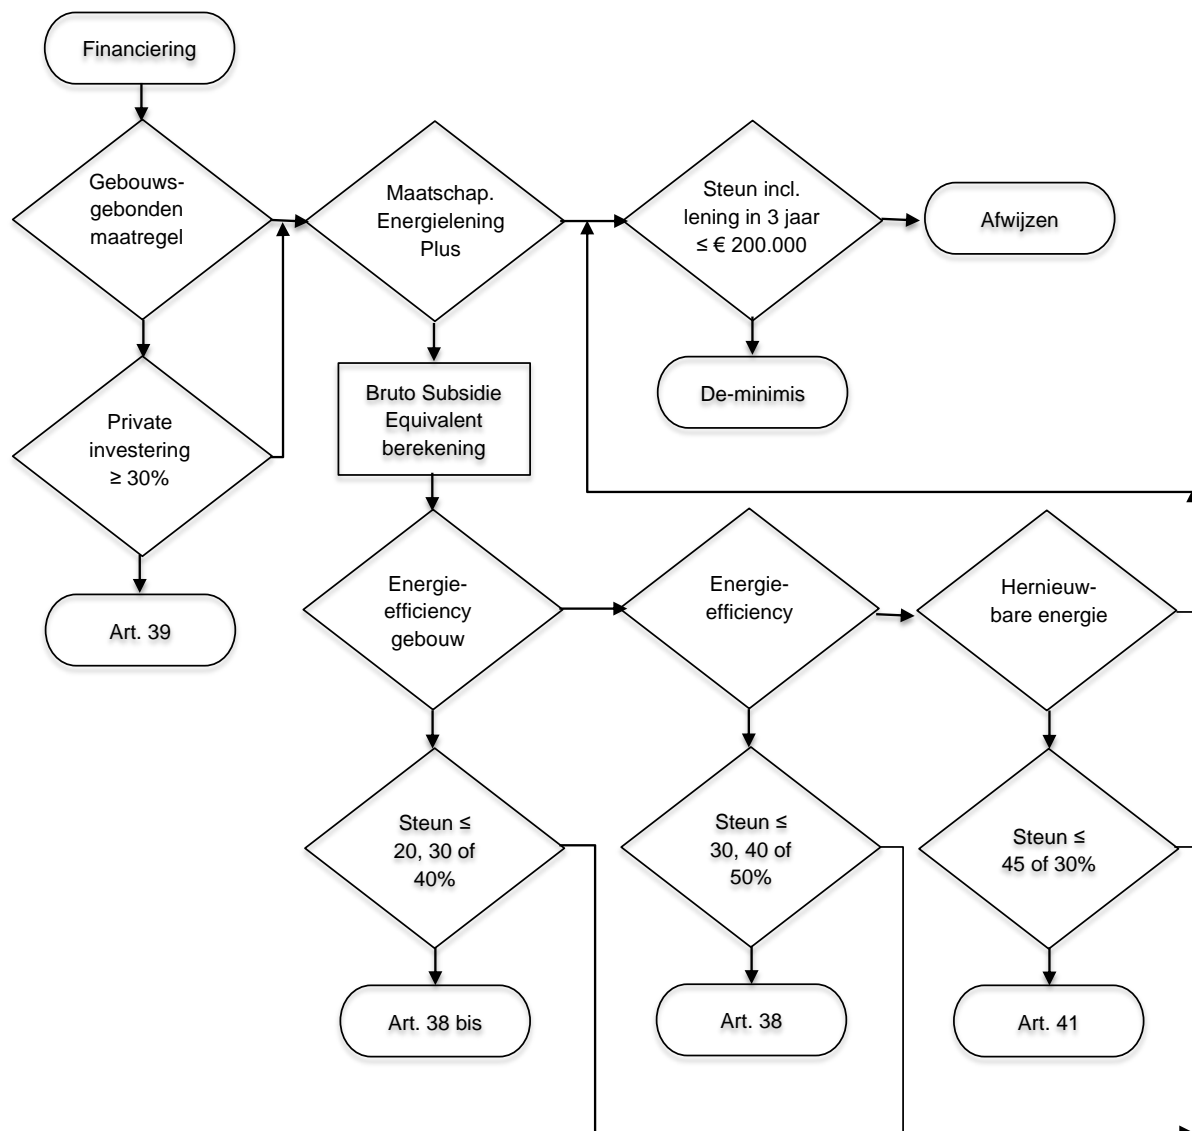 Financiering
Gebouws-
gebonden
maatregel
Maatschap.
Energielening
Plus
Steun incl.
lening in 3 jaar
≤ € 200.000
Afwijzen
Private
investering
≥ 30%
Bruto Subsidie
Equivalent
berekening
De-minimis
Art. 39
Energie-
efficiency
gebouw
Energie-
efficiency
Hernieuw-
bare energie
Steun ≤
20, 30 of
40%
Steun ≤
30, 40 of
50%
Steun ≤
45 of 30%
Art. 38 bis
Art. 38
Art. 41